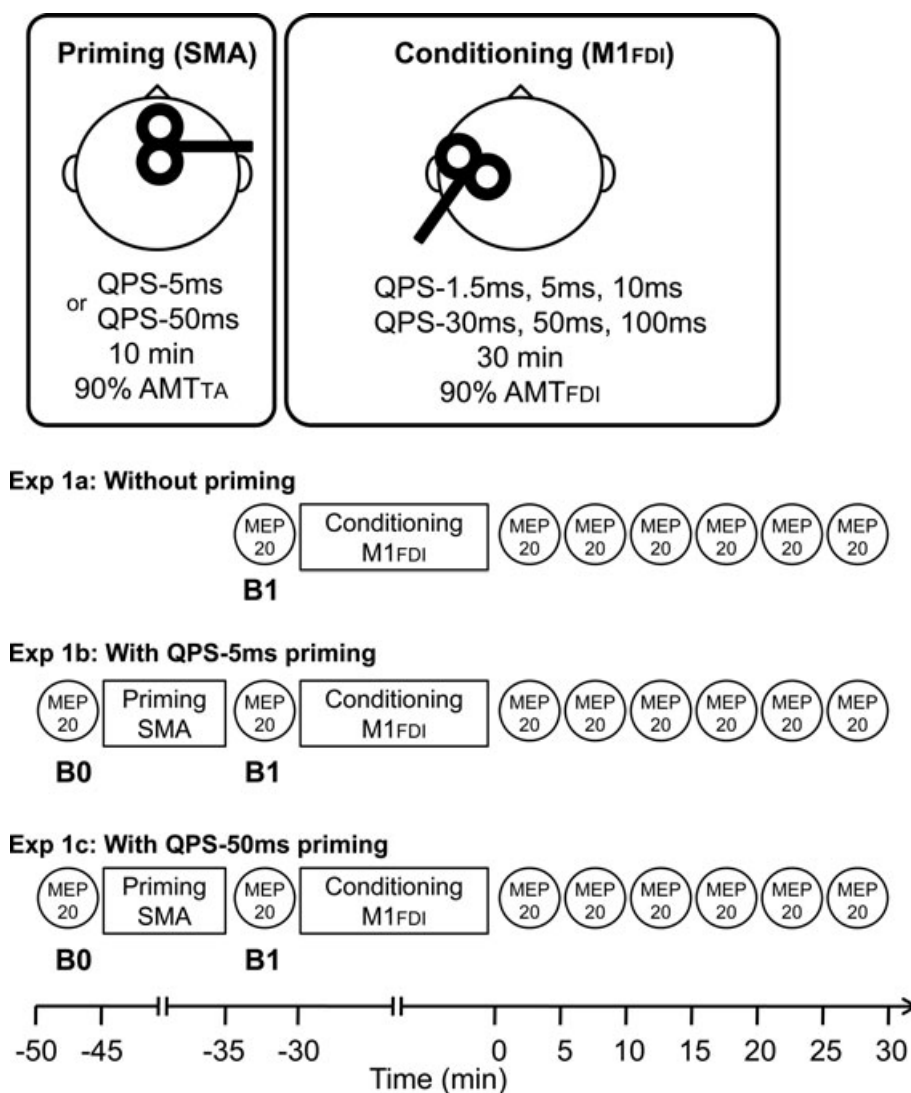 Priming (SMA)
QPS-5ms
or QPS-50ms
10 min
90% AMTTA
Conditioning (M1FDI)
QPS-1.5ms, 5ms, 10ms
QPS-30ms, 50ms, 100ms
30 min
90% AMTFDI
Exp 1a: Without priming
MEP 20
Conditioning
M1FDI
MEP 20
MEP 20
MEP 20
MEP 20
MEP 20
MEP 20
B1
Exp 1b: With QPS-5ms priming
MEP 20
Priming
SMA
MEP 20
Conditioning
M1FDI
MEP 20
MEP 20
MEP 20
MEP 20
MEP 20
MEP 20
B0
B1
Exp 1c: With QPS-50ms priming
MEP 20
Priming
SMA
MEP 20
Conditioning
M1FDI
MEP 20
MEP 20
MEP 20
MEP 20
MEP 20
MEP 20
B0
B1
-50 -45 -35 -30 0 5 10 15 20 25 30
Time (min)